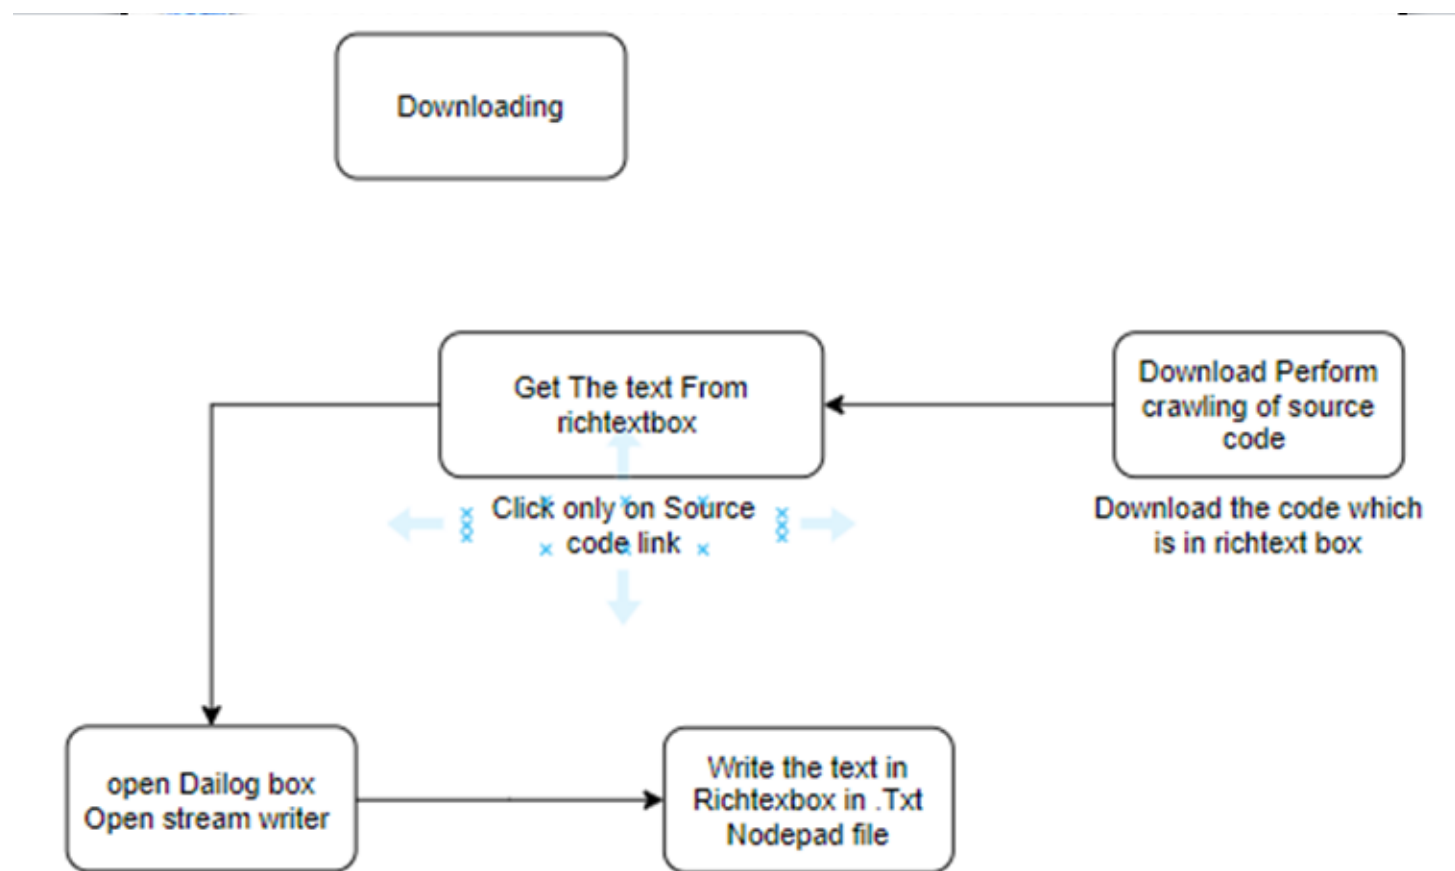 Downloading
Get The text From
richtextbox
Download Perform
crawling of source
code
Click only on Source
code link
Download the code which
is in richtext box
open Dailog box
Open stream writer
Write the text in
Richtexbox in .Txt
Nodepad file